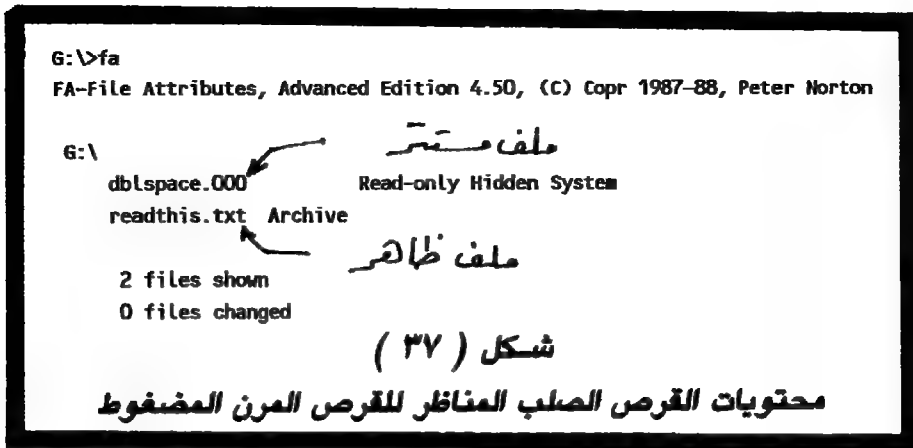 G:\>fa
FA-File Attributes, Advanced Edition 4.50, (C) Copr 1987-88, Peter Norton
ملف مستتر
G:\
dblspace.000 Read-only Hidden System
readthis.txt Archive
ملف ظاهر
2 files shown
0 files changed
شكل ( ٣٧ )
محتويات القرص الصلب المناظر للقرص المرن المضغوط